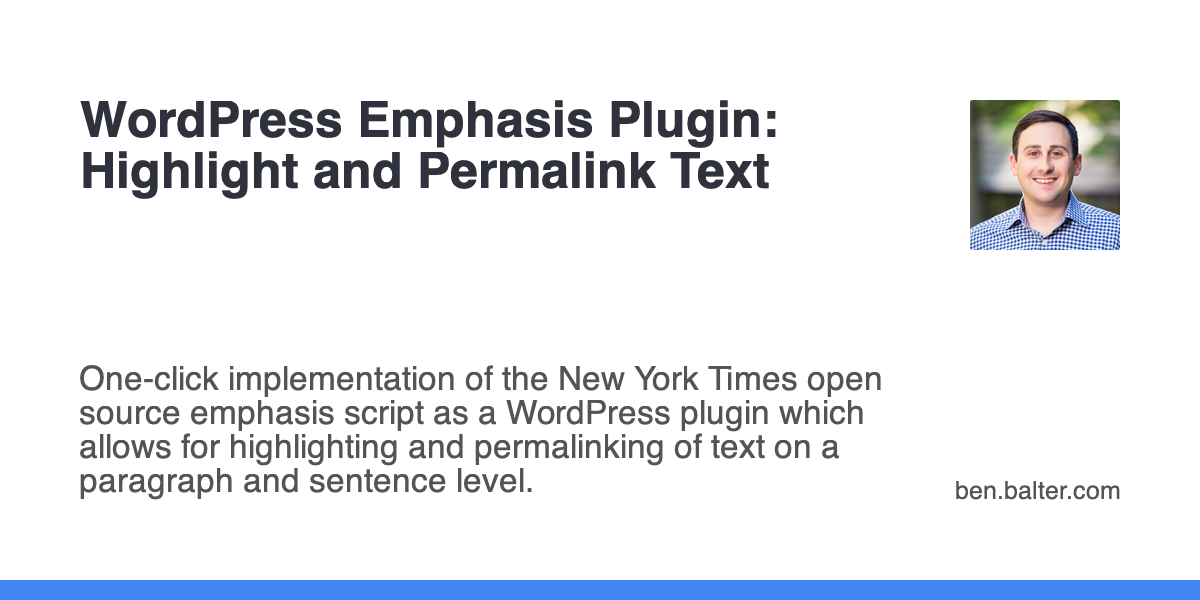 WordPress Emphasis Plugin:
Highlight and Permalink Text
One-click implementation of the New York Times open
source emphasis script as a WordPress plugin which
allows for highlighting and permalinking of text on a
paragraph and sentence level.
ben.balter.com